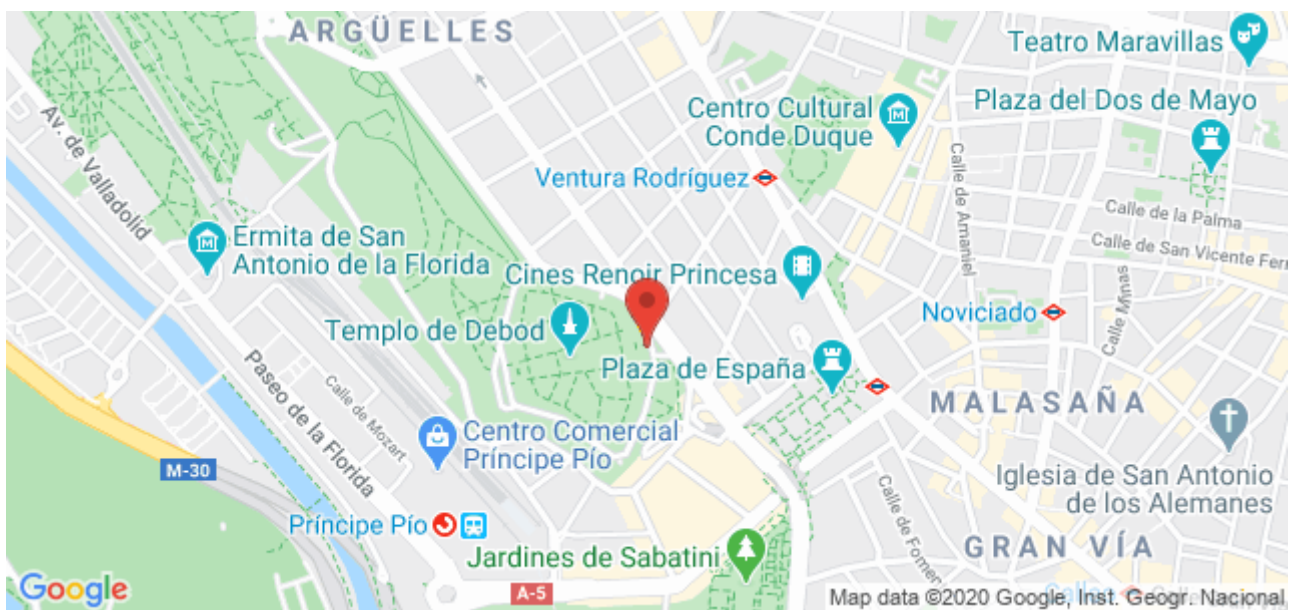 ARGÜELLES
Teatro Maravillas
Plaza del Dos de Mayo
Centro Cultural
Conde Duque
Av. de Valladolid
Ventura Rodríguez
Calle de Amaniel
Calle de la Palma
Calle de San Vicente Ferr
Ermita de San
Antonio de la Florida
Cines Renoir Princesa
Calle Minas
Noviciado
Templo de Debod
Plaza de España
Paseo de la Florida
Calle de Mozart
MALASAÑA
Centro Comercial
Príncipe Pío
M-30
Iglesia de San Antonio
de los Alemanes
Calle de Fomen
Príncipe Pío
Jardines de Sabatini
GRAN VÍA
A-5
Google
Map data ©2020 Google, Inst. Geogr. Nacional